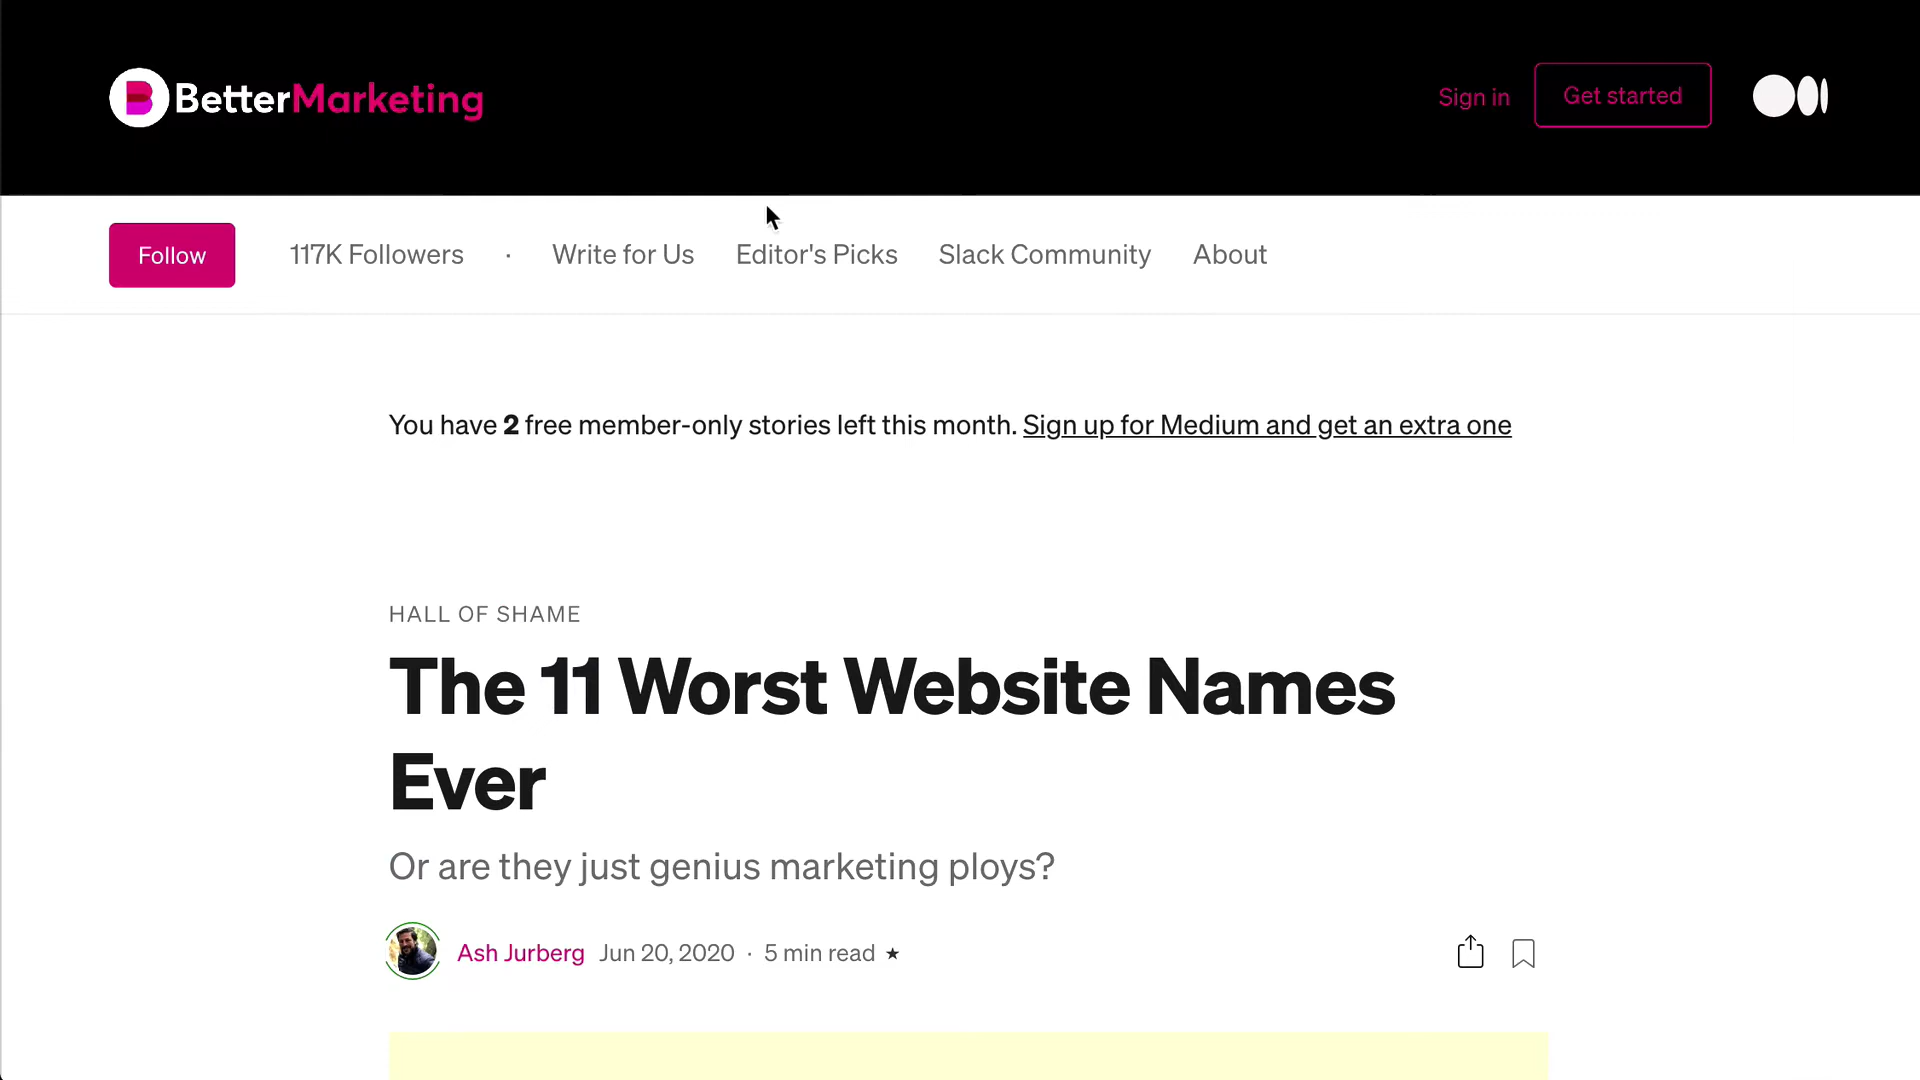 BetterMarketing
Sign in
Get started
Follow
117K Followers
·
Write for Us
Editor's Picks
Slack Community
About
You have 2 free member-only stories left this month. Sign up for Medium and get an extra one
HALL OF SHAME
The 11 Worst Website Names
Ever
Or are they just genius marketing ploys?
Ash Jurberg Jun 20, 2020 · 5 min read ★